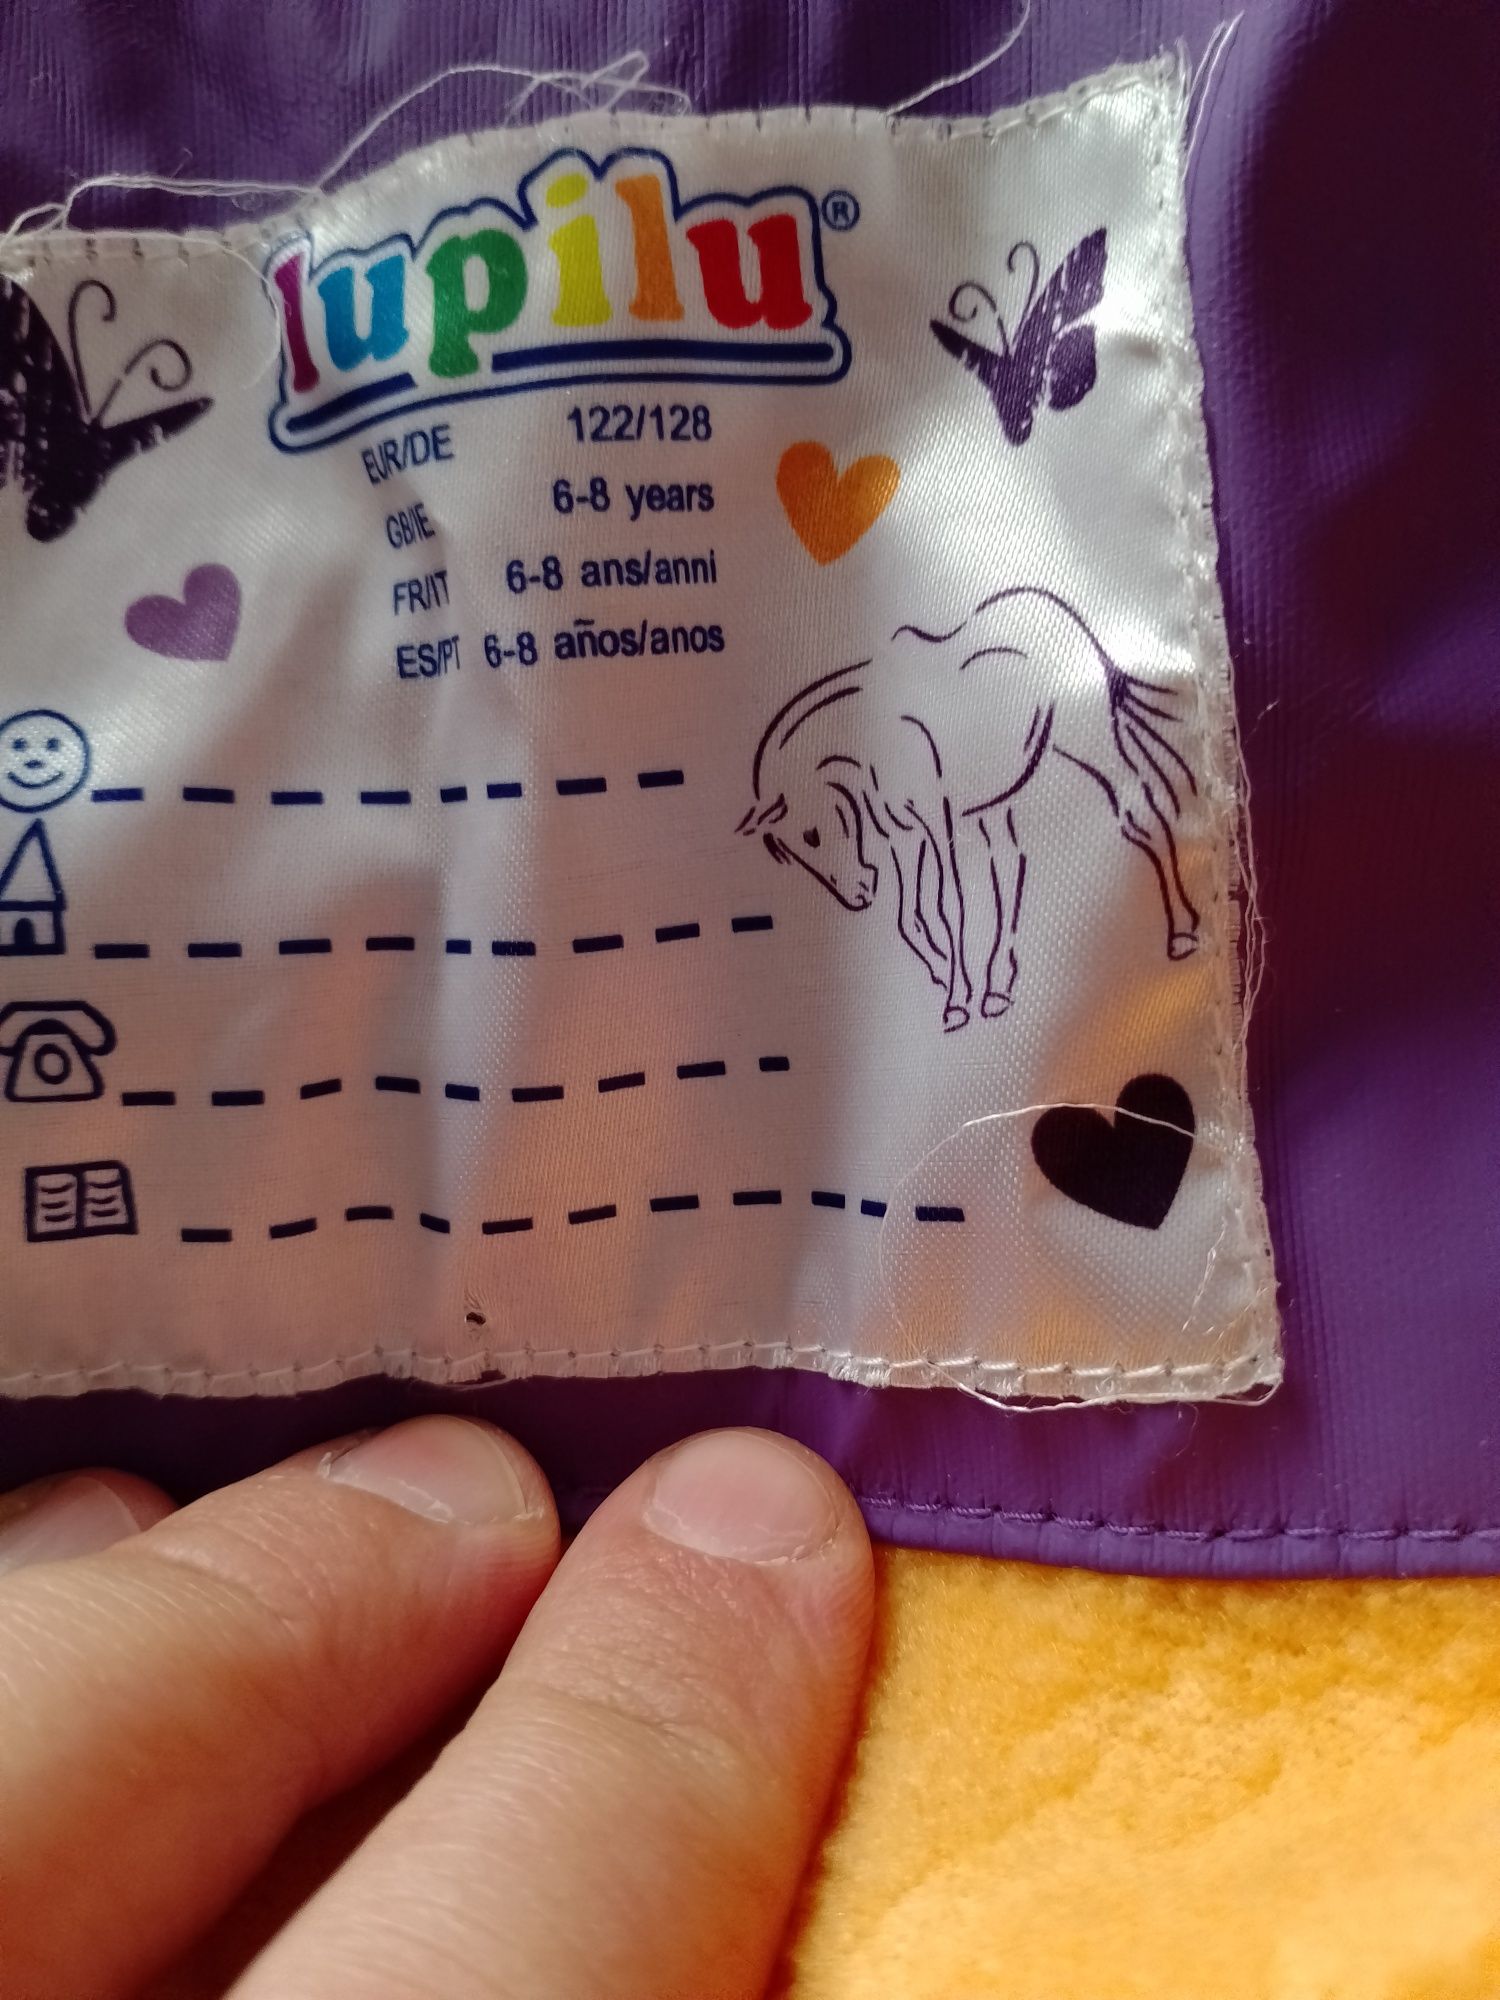 lupilu®
EUR/DE 122/128
GB/IE 6-8 years
FR/IT 6-8 ans/anni
ES/PT 6-8 años/anos